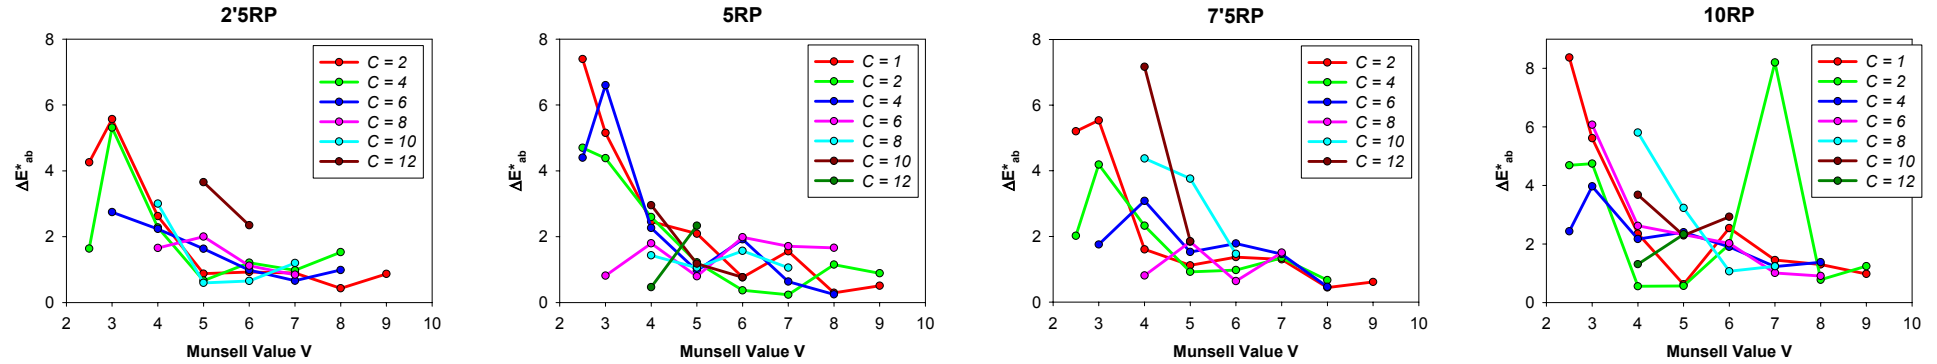 2'5RP
8
6
4
2
0
2
3
4
5
6
7
8
9
10
ΔE*ab
Munsell Value V
C = 2
C = 4
C = 6
C = 8
C = 10
C = 12
5RP
8
6
4
2
0
2
3
4
5
6
7
8
9
10
ΔE*ab
Munsell Value V
C = 1
C = 2
C = 4
C = 6
C = 8
C = 10
C = 12
7'5RP
8
6
4
2
0
2
3
4
5
6
7
8
9
10
ΔE*ab
Munsell Value V
C = 2
C = 4
C = 6
C = 8
C = 10
C = 12
10RP
8
6
4
2
0
2
3
4
5
6
7
8
9
10
ΔE*ab
Munsell Value V
C = 1
C = 2
C = 4
C = 6
C = 8
C = 10
C = 12